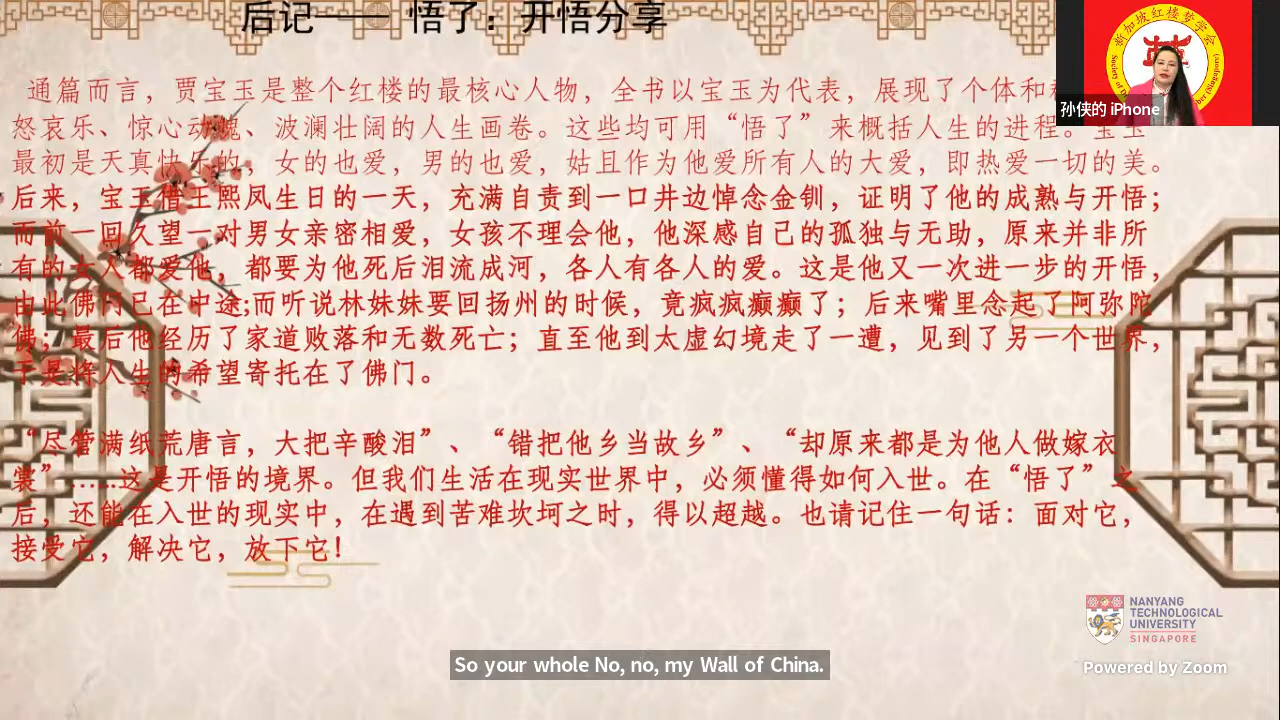 后记—— 悟了：开悟分享
通篇而言，贾宝玉是整个红楼的最核心人物，全书以宝玉为代表，展现了个体和
怒哀乐、惊心动魄、波澜壮阔的人生画卷。这些均可用“悟了”来概括人生的进程。宝玉
最初是天真快乐的，女的也爱，男的也爱，姑且作为他爱所有人的大爱，即热爱一切的美。
后来，宝玉借王熙凤生日的一天，充满自责到一口井边悼念金钏，证明了他的成熟与开悟；
而前一回久望一对男女亲密相爱，女孩不理会他，他深感自己的孤独与无助，原来并非所
有的女人都爱他，都要为他死后泪流成河，各人有各人的爱。这是他又一次进一步的开悟，
由此佛门已在中途;而听说林妹妹要回扬州的时候，竟疯疯癫癫了；后来嘴里念起了阿弥陀
佛；最后他经历了家道败落和无数死亡；直至他到太虚幻境走了一遭，见到了另一个世界，
于是将人生的希望寄托在了佛门。
“尽管满纸荒唐言，大把辛酸泪”、“错把他乡当故乡”、“却原来都是为他人做嫁衣
裳”……这是开悟的境界。但我们生活在现实世界中，必须懂得如何入世。在“悟了”之
后，还能在入世的现实中，在遇到苦难坎坷之时，得以超越。也请记住一句话：面对它，
接受它，解决它，放下它！
新加坡红楼梦学会
Society of
(Singapore)
孙侠的 iPhone
NANYANG
TECHNOLOGICAL
UNIVERSITY
SINGAPORE
Powered by Zoom
So your whole No, no, my Wall of China.